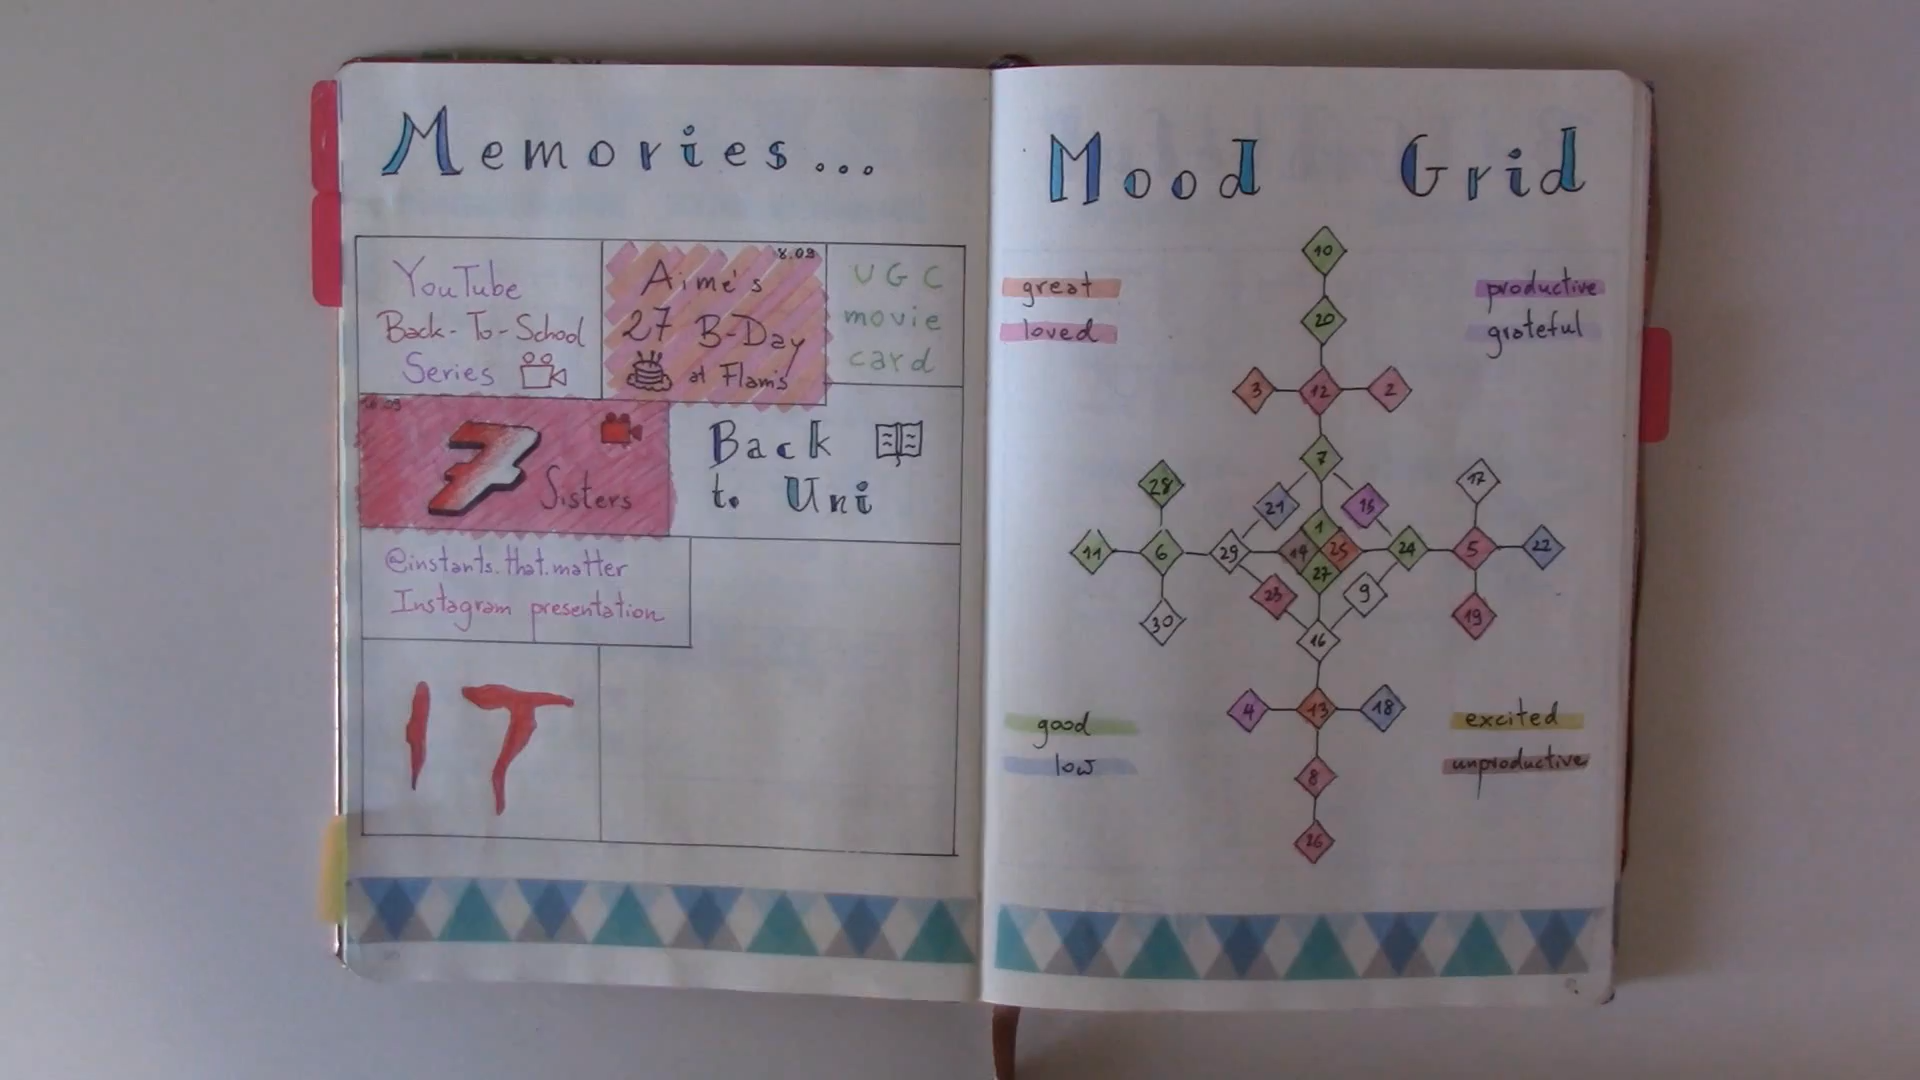 Memories...
YouTube
Back-To-School
Series
8.09
Aimé's
27 B-Day
at Flam's
UGC
movie
card
7 Sisters
Back
to Uni
@instants.that.matter
Instagram presentation
IT
Mood Grid
great
loved
productive
grateful
10
20
3 12 2
7
28 17
21 15
1
11 6 29 14 25 24 5 22
27
23 9
30 19
16
4 13 18
8
26
good
low
excited
unproductive